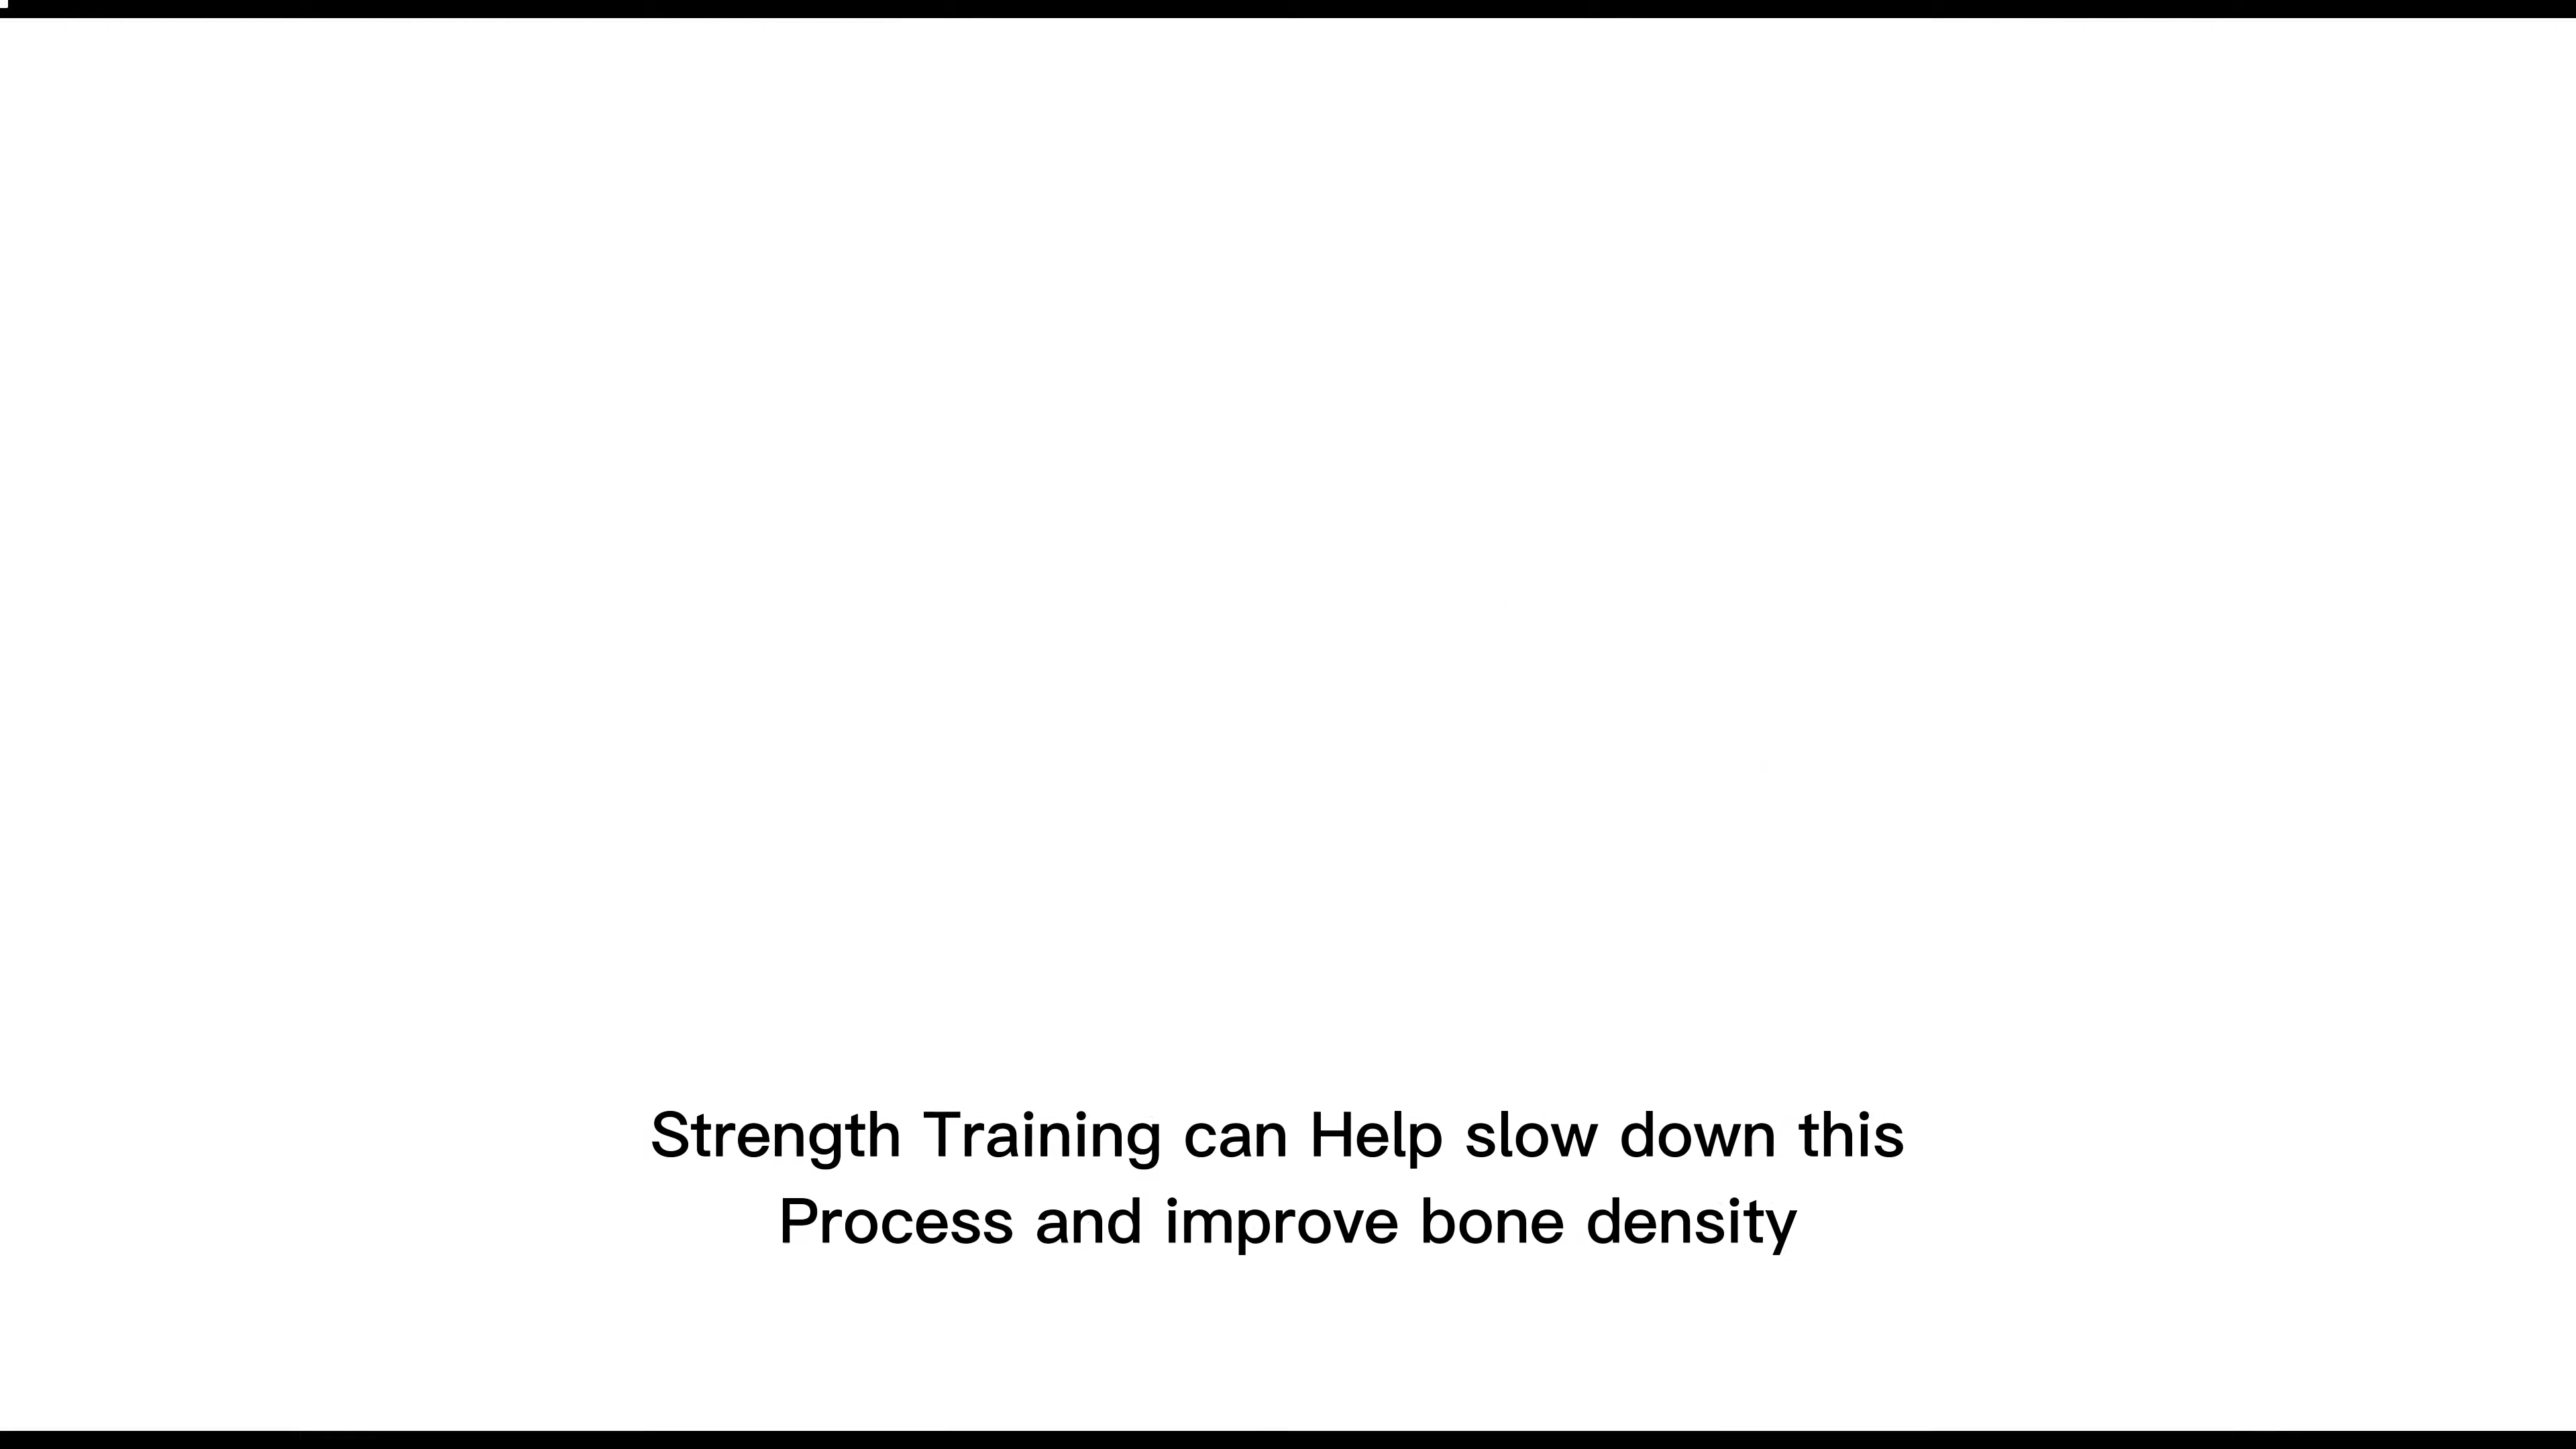 Strength Training can Help slow down this
Process and improve bone density